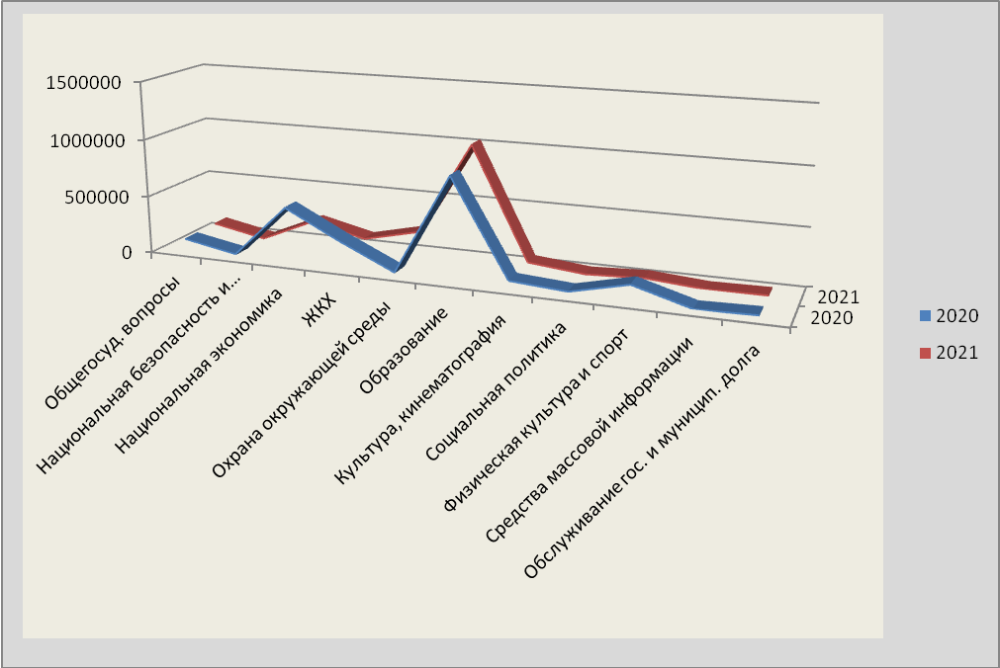 1500000
1000000
500000
0
Общегосуд. вопросы
Национальная безопасность и...
Национальная экономика
ЖКХ
Охрана окружающей среды
Образование
Культура, кинематография
Социальная политика
Физическая культура и спорт
Средства массовой информации
Обслуживание гос. и муницип. долга
2021
2020
2020
2021